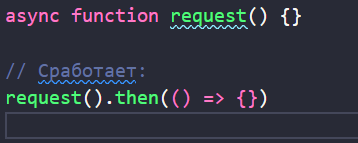 async function request() {}
// Сработает:
request().then(() => {})